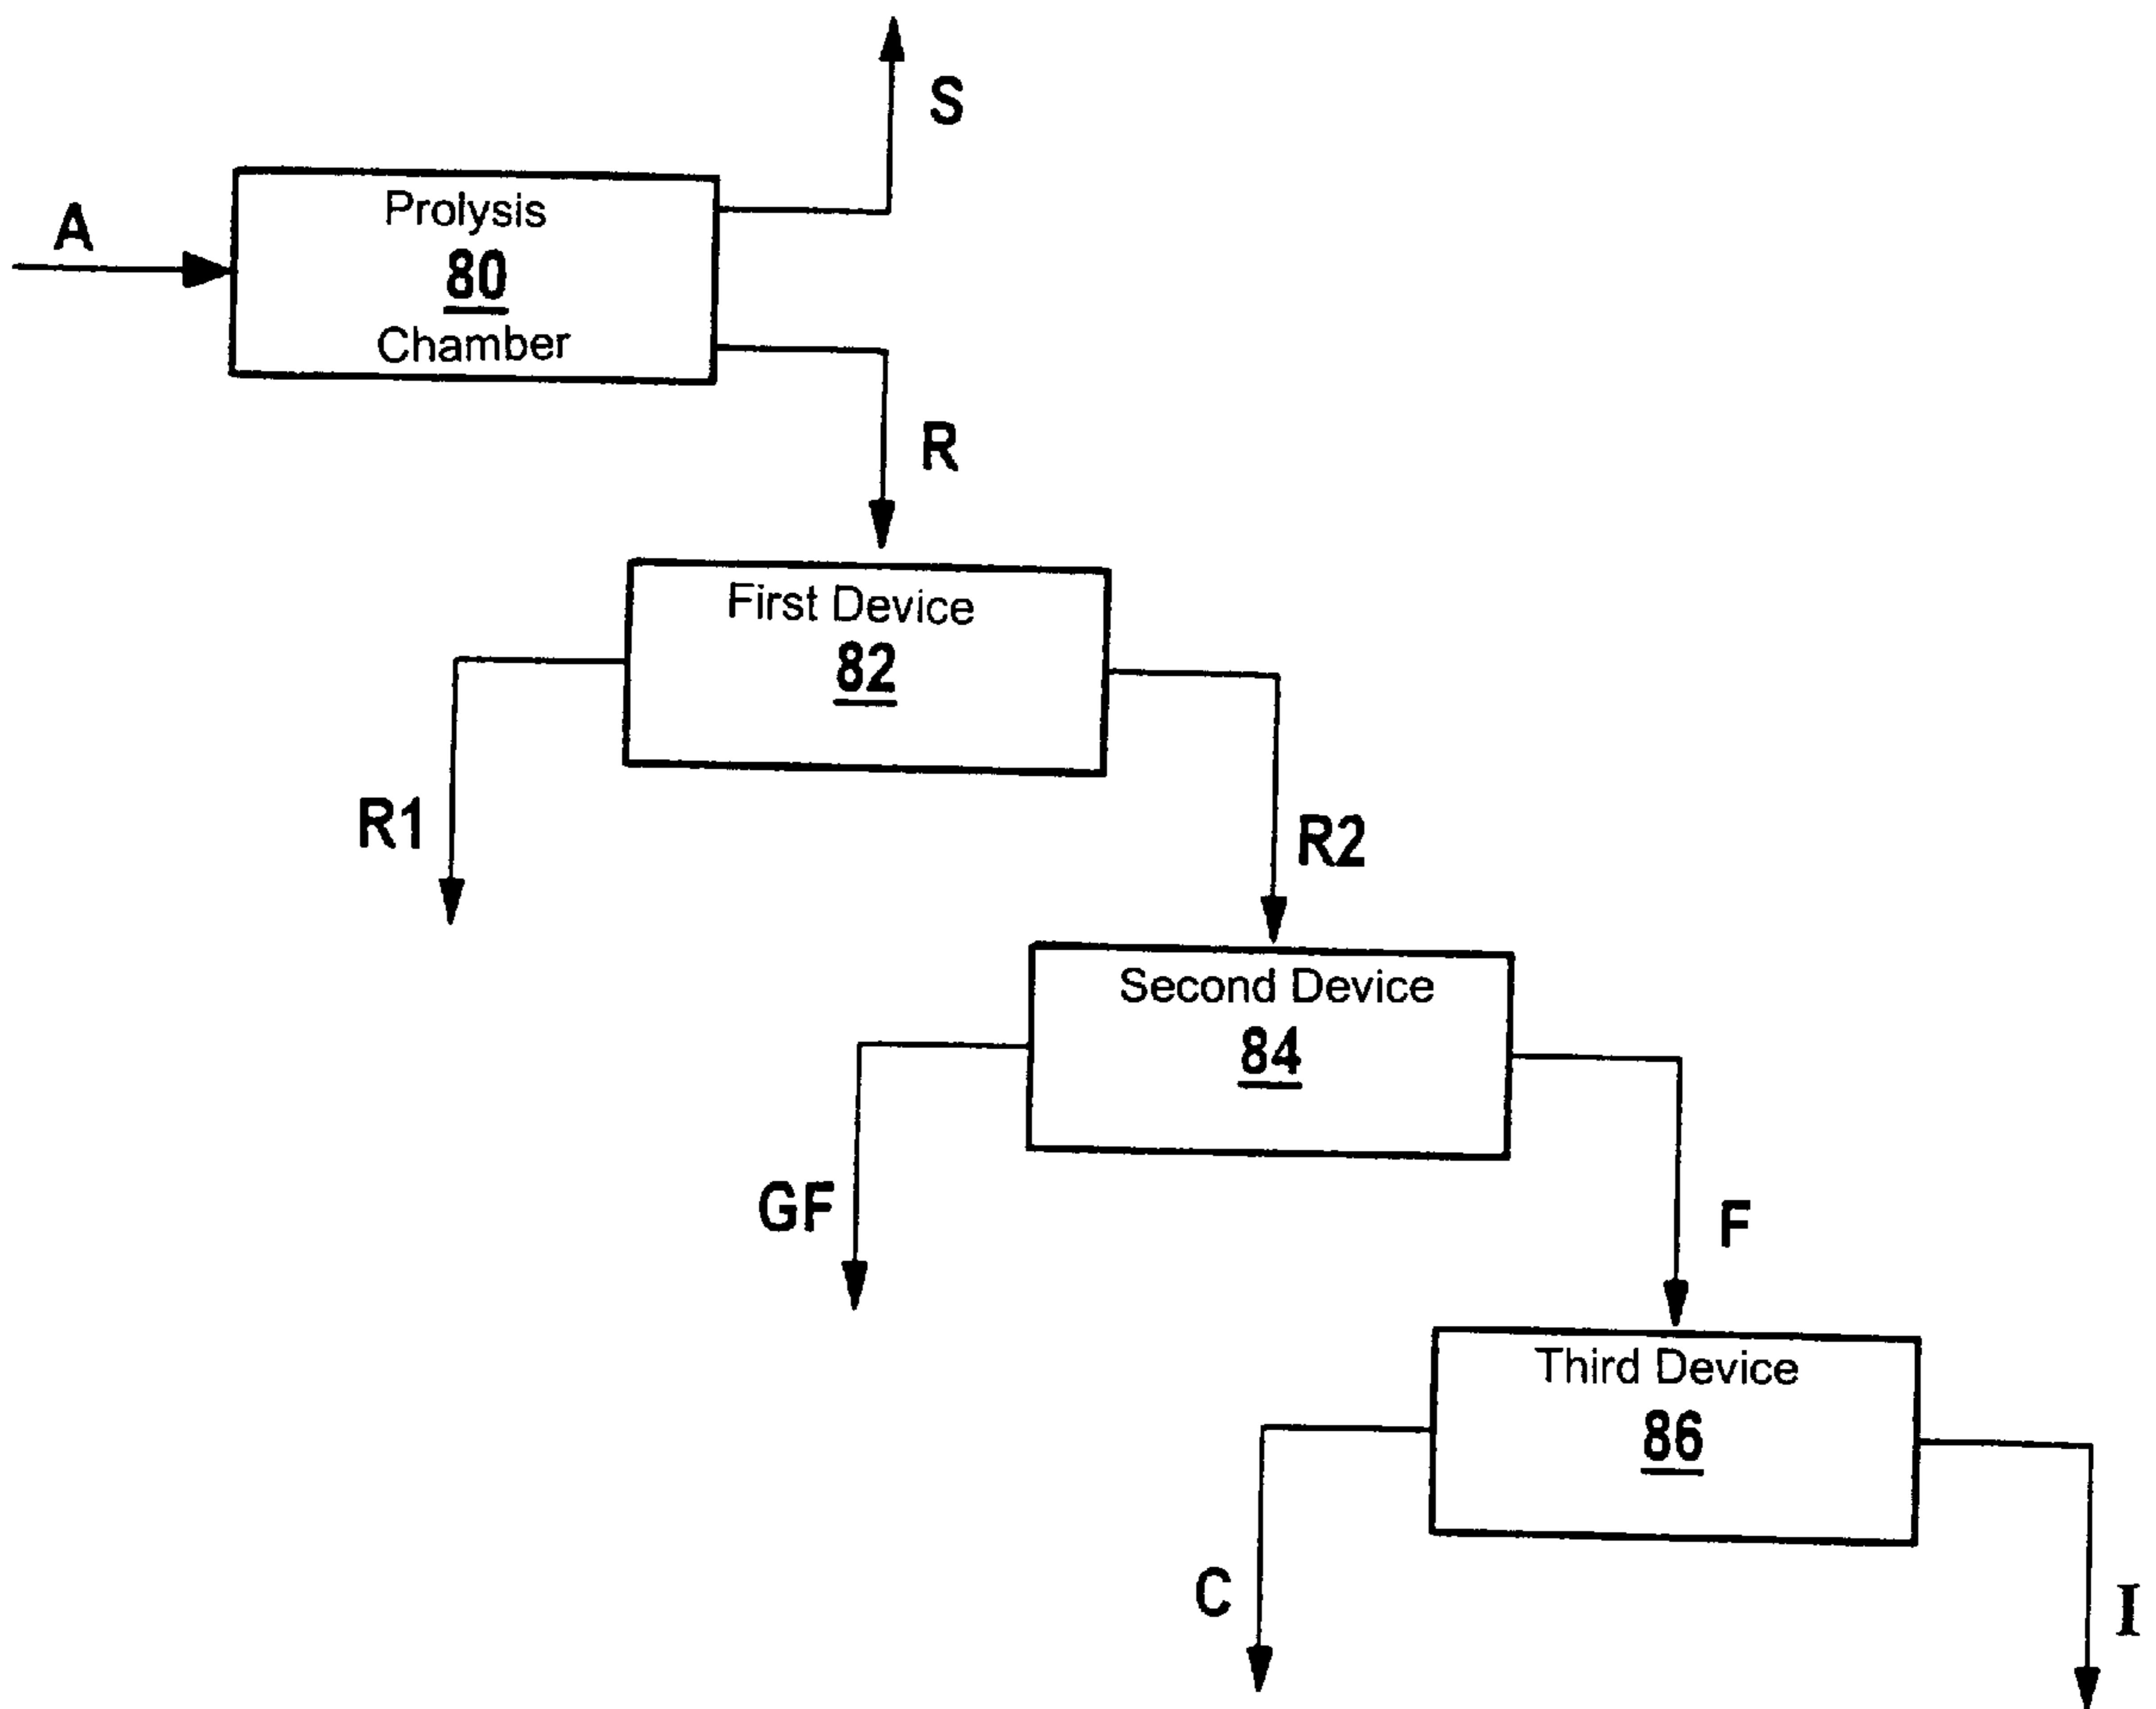 S
A
Prolysis
80
Chamber
R
First Device
82
R1
R2
Second Device
84
GF
F
Third Device
86
C
I